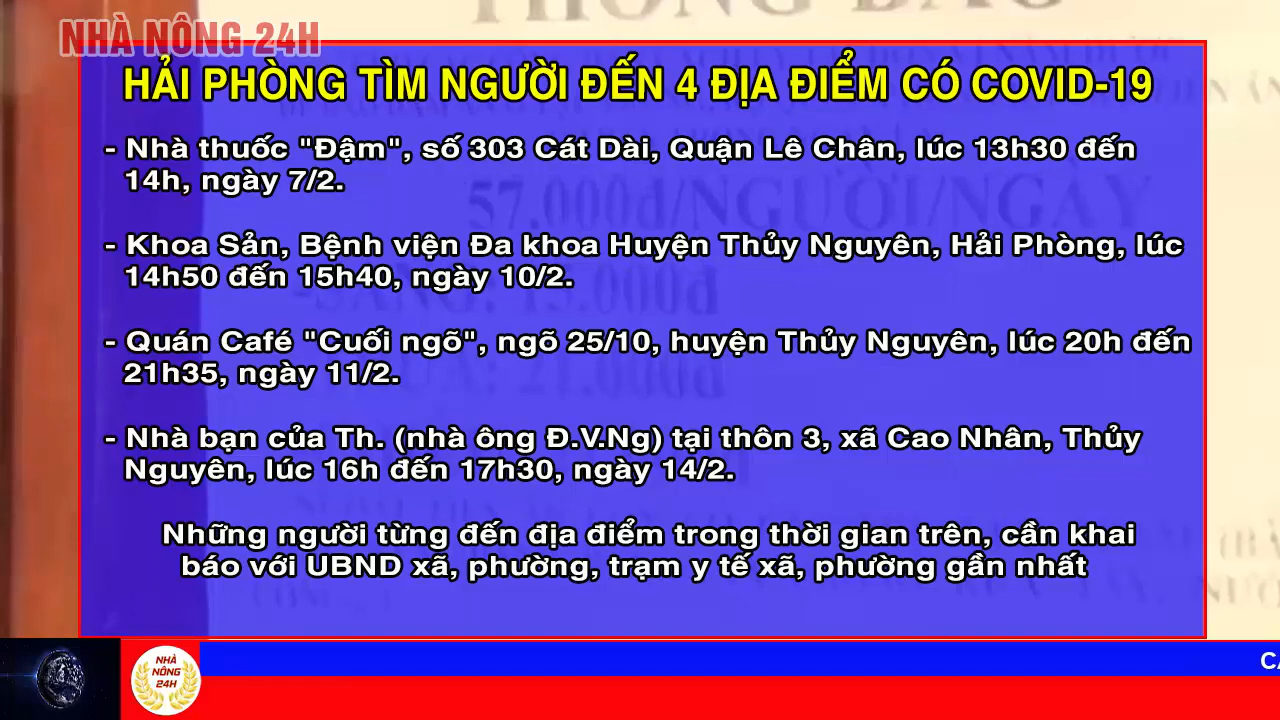 THÔNG BÁO
NHÀ NÔNG 24H
HẢI PHÒNG TÌM NGƯỜI ĐẾN 4 ĐỊA ĐIỂM CÓ COVID-19
- Nhà thuốc "Đậm", số 303 Cát Dài, Quận Lê Chân, lúc 13h30 đến
14h, ngày 7/2.
57.000đ/NGƯỜI/NGÀY
- Khoa Sản, Bệnh viện Đa khoa Huyện Thủy Nguyên, Hải Phòng, lúc
14h50 đến 15h40, ngày 10/2.
- Quán Café "Cuối ngõ", ngõ 25/10, huyện Thủy Nguyên, lúc 20h đến
21h35, ngày 11/2.
- Nhà bạn của Th. (nhà ông Đ.V.Ng) tại thôn 3, xã Cao Nhân, Thủy
Nguyên, lúc 16h đến 17h30, ngày 14/2.
Những người từng đến địa điểm trong thời gian trên, cần khai
báo với UBND xã, phường, trạm y tế xã, phường gần nhất
NHÀ
NÔNG
24H